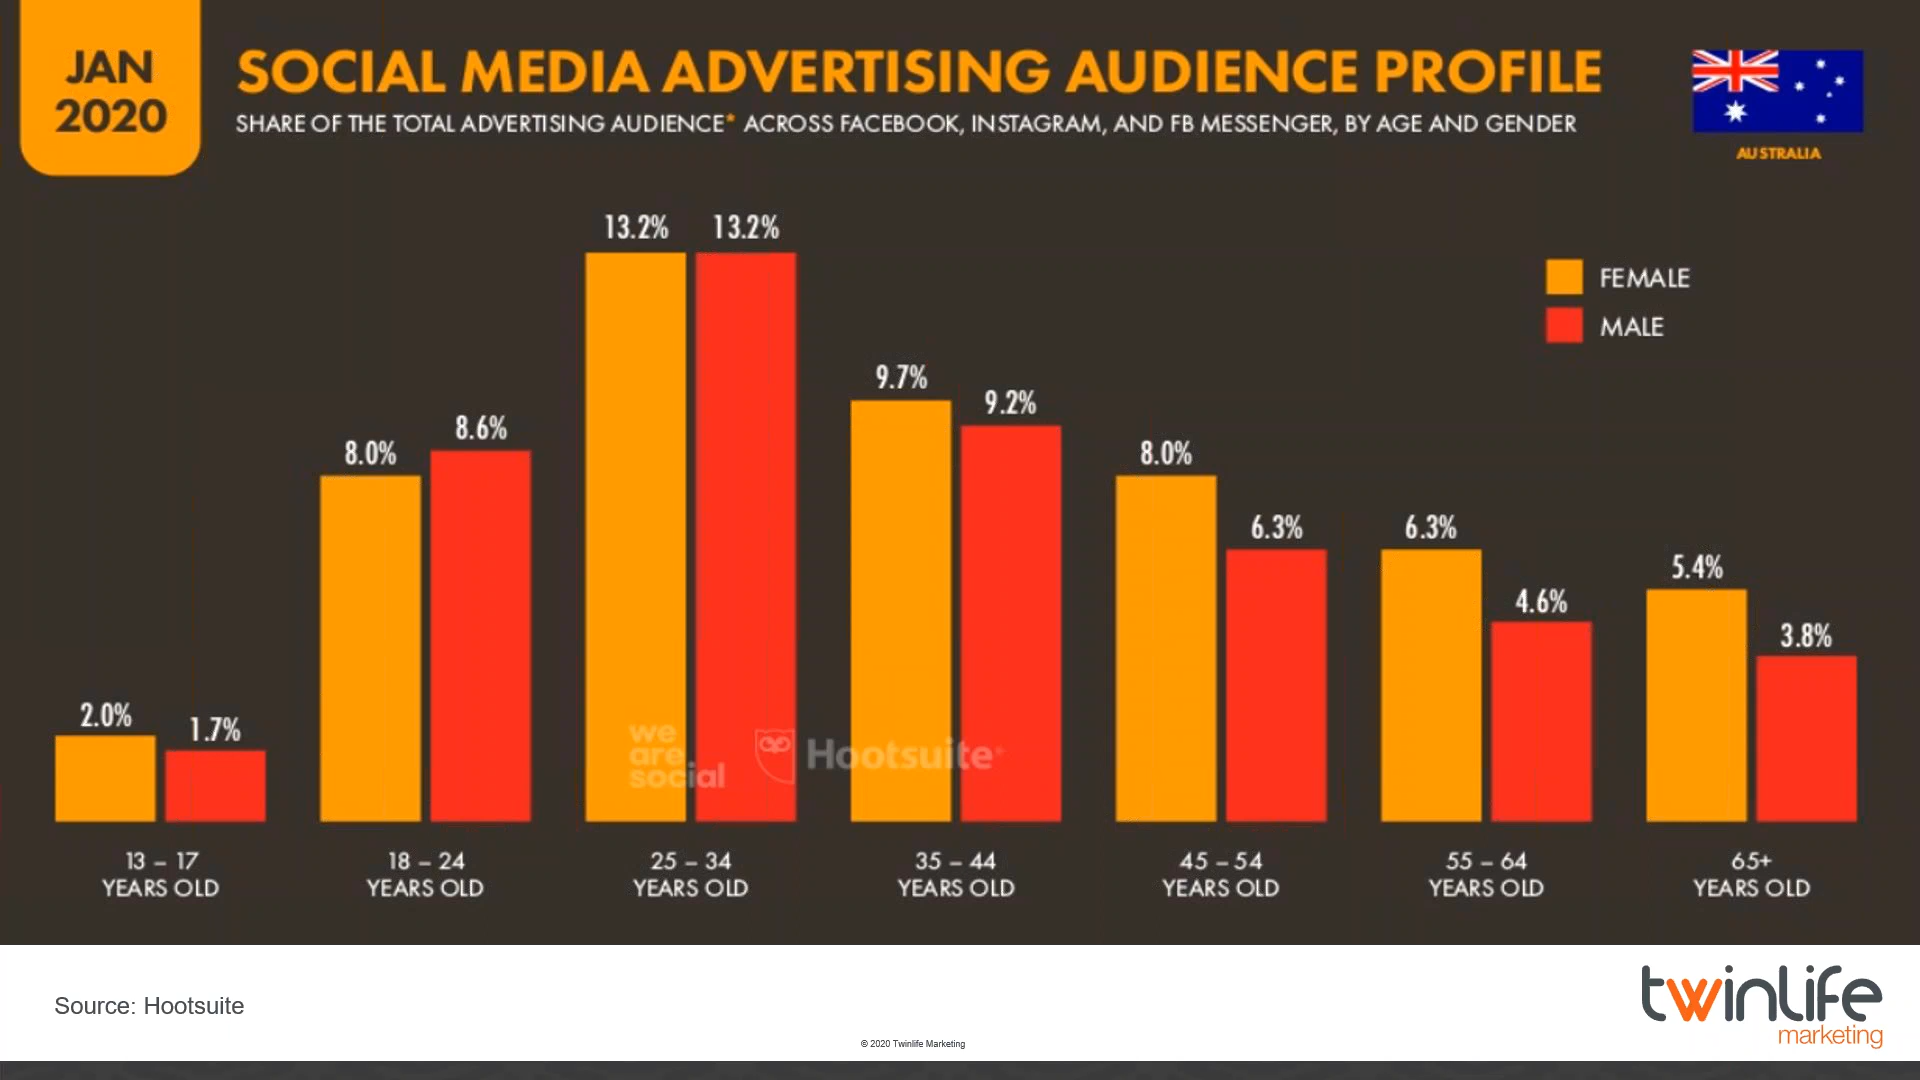 JAN
2020
SOCIAL MEDIA ADVERTISING AUDIENCE PROFILE
SHARE OF THE TOTAL ADVERTISING AUDIENCE* ACROSS FACEBOOK, INSTAGRAM, AND FB MESSENGER, BY AGE AND GENDER
AUSTRALIA
FEMALE
MALE
2.0%
1.7%
8.0%
8.6%
13.2%
13.2%
9.7%
9.2%
8.0%
6.3%
6.3%
4.6%
5.4%
3.8%
we
are
social
Hootsuite
13 – 17
YEARS OLD
18 – 24
YEARS OLD
25 – 34
YEARS OLD
35 – 44
YEARS OLD
45 – 54
YEARS OLD
55 – 64
YEARS OLD
65+
YEARS OLD
Source: Hootsuite
twinlife
marketing
© 2020 Twinlife Marketing